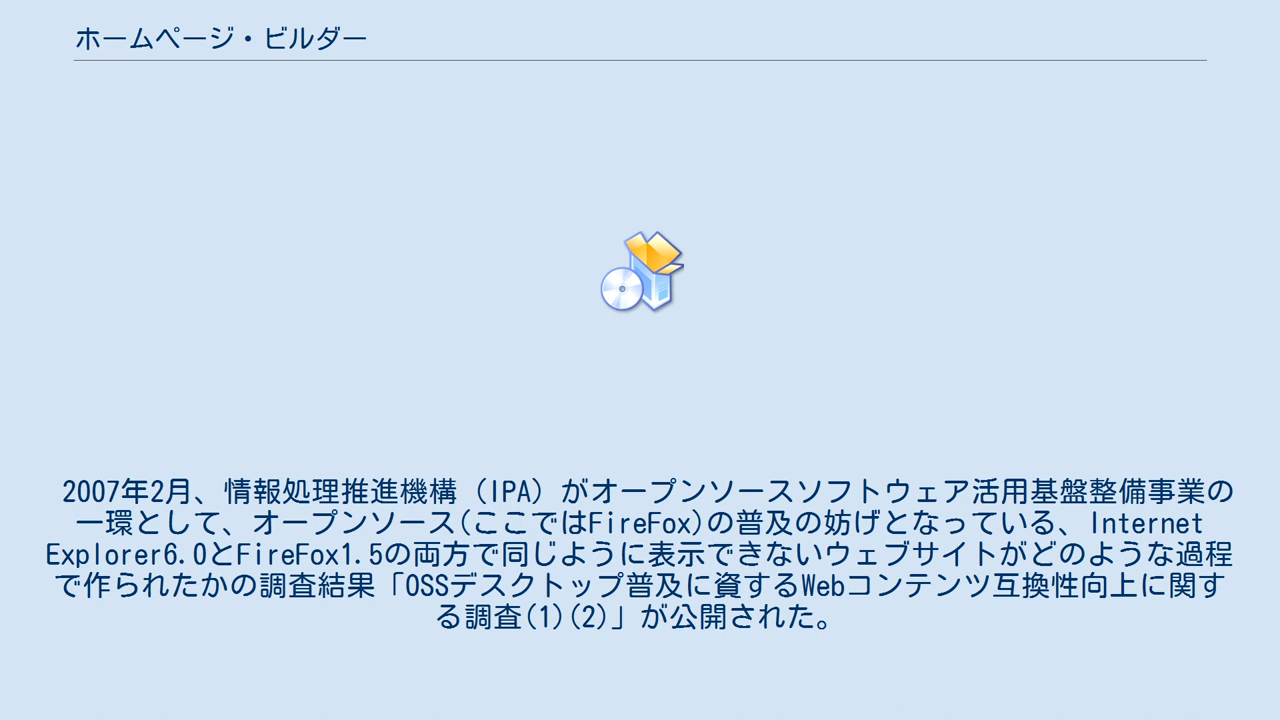 ホームページ・ビルダー
2007年2月、情報処理推進機構（IPA）がオープンソースソフトウェア活用基盤整備事業の
一環として、オープンソース(ここではFireFox)の普及の妨げとなっている、Internet
Explorer6.0とFireFox1.5の両方で同じように表示できないウェブサイトがどのような過程
で作られたかの調査結果「OSSデスクトップ普及に資するWebコンテンツ互換性向上に関す
る調査(1)(2)」が公開された。